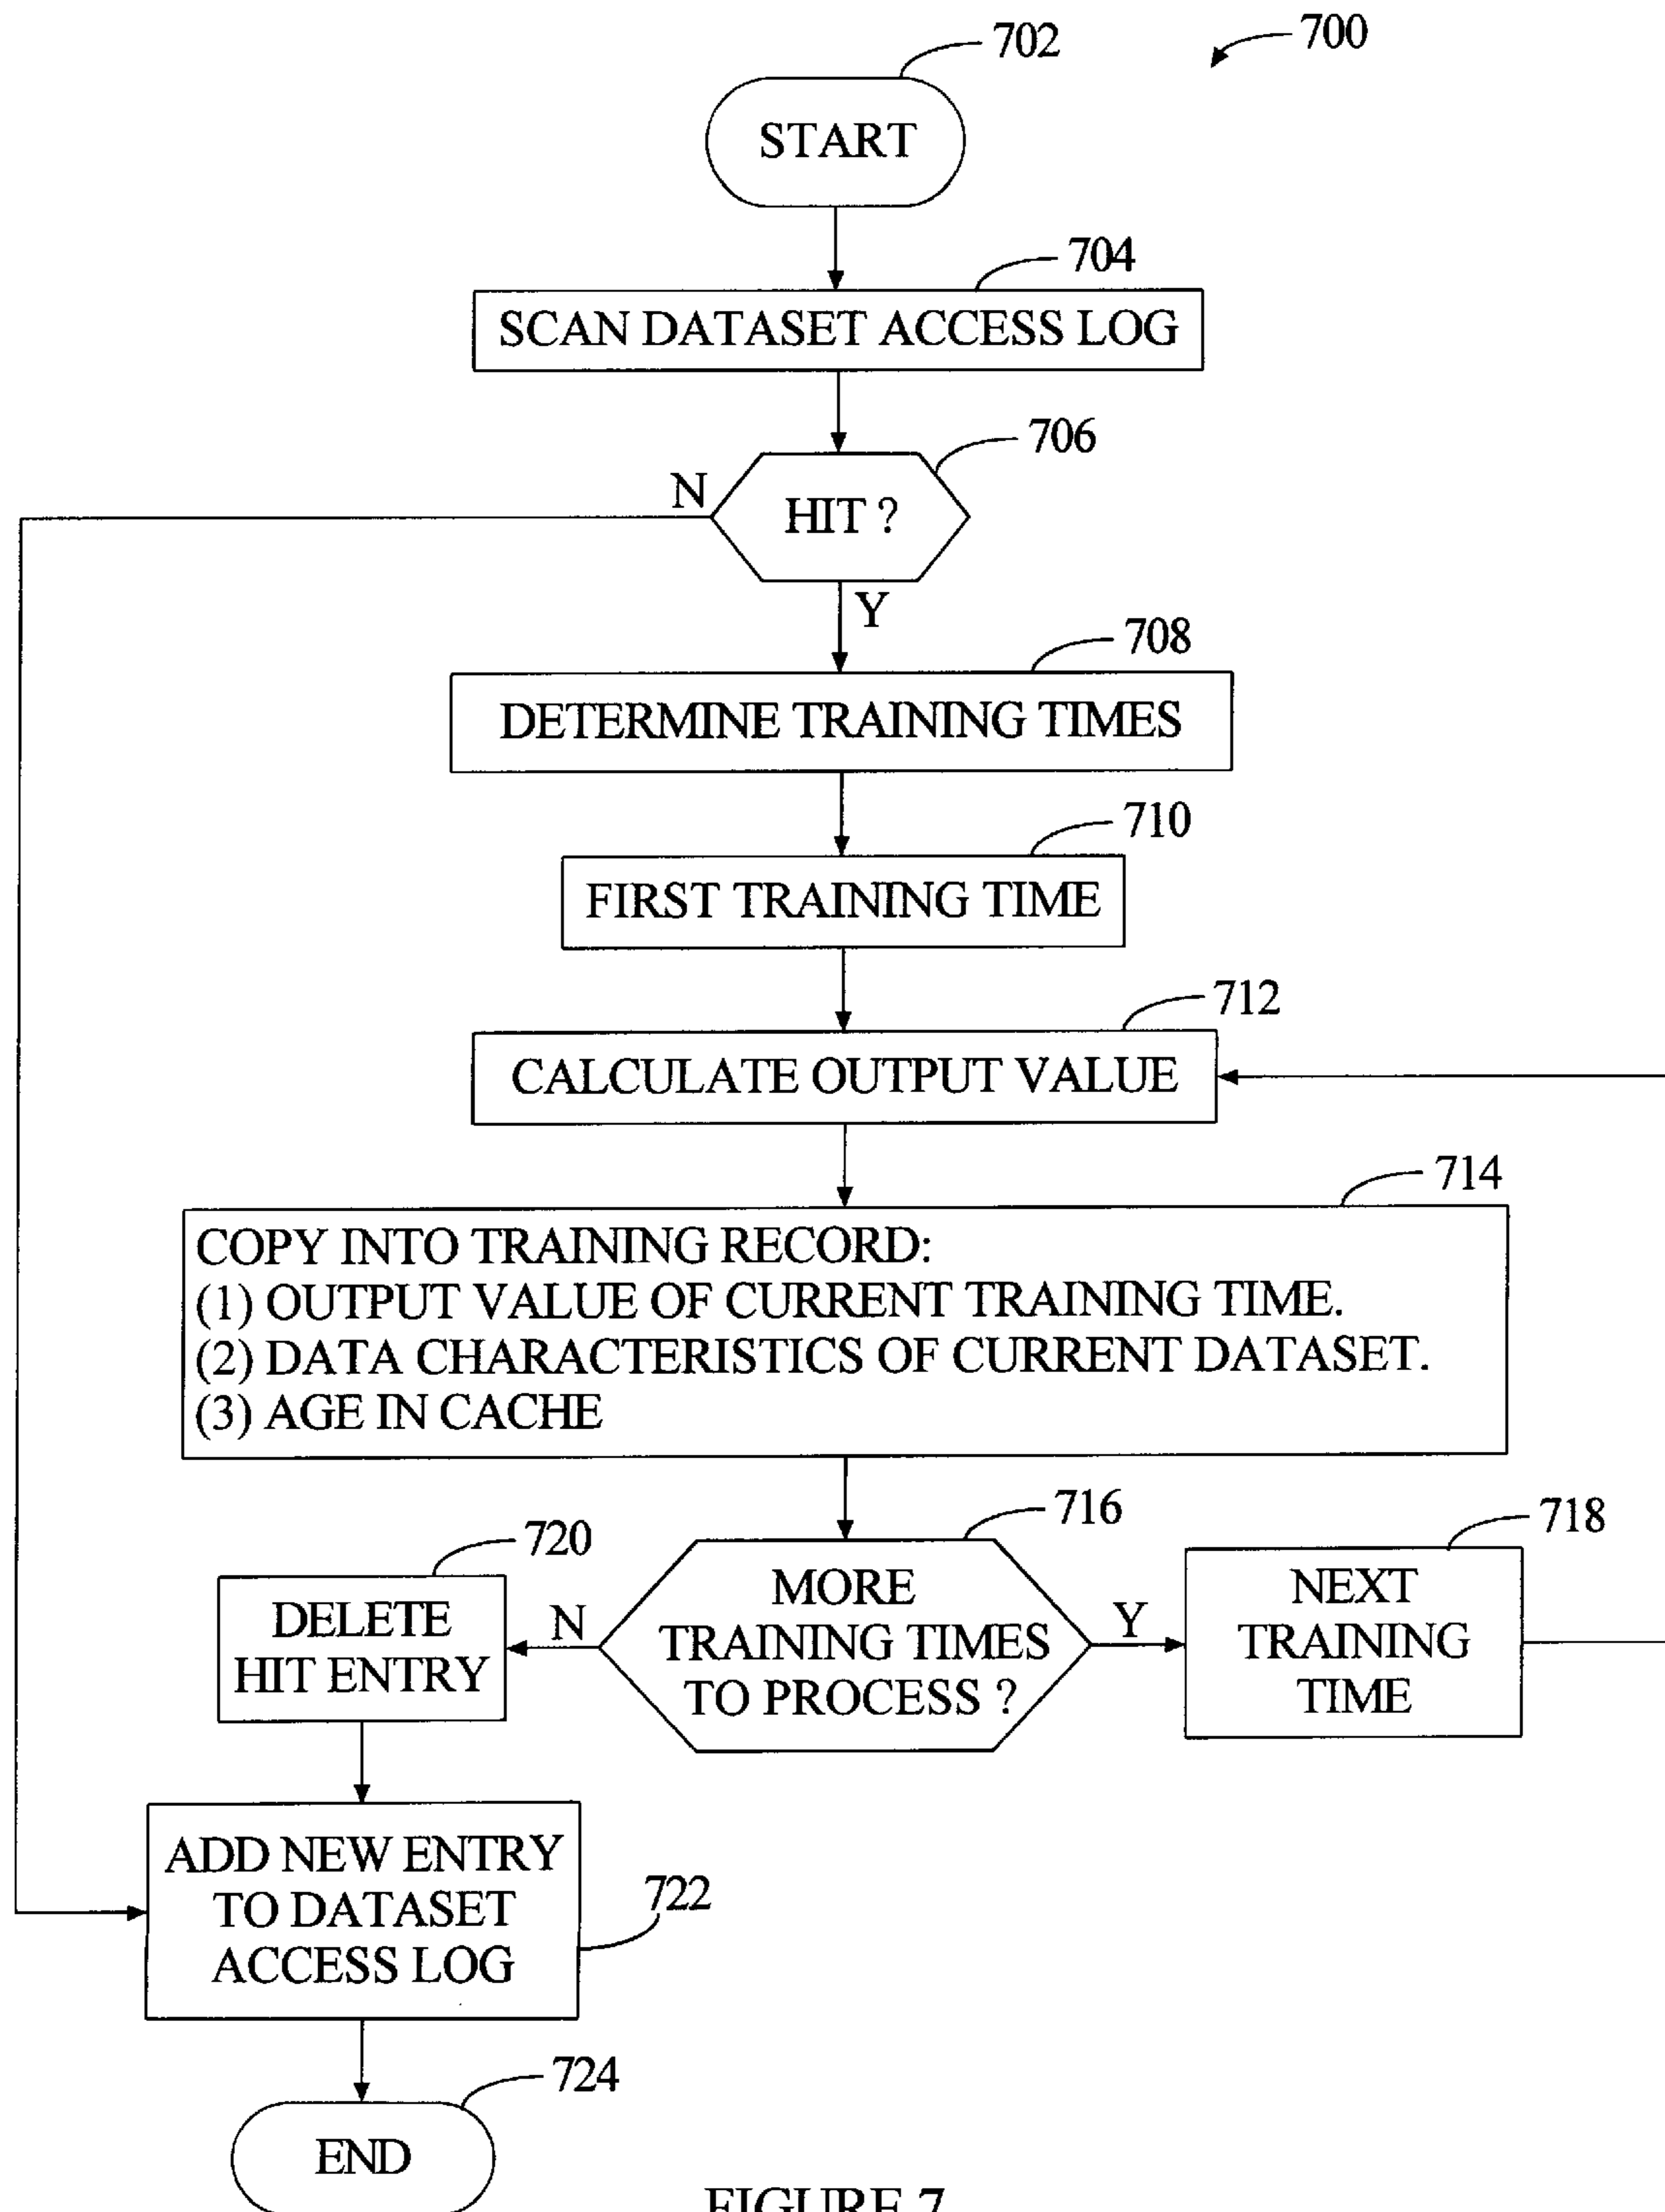 702
700
START
704
SCAN DATASET ACCESS LOG
706
N
HIT ?
Y
708
DETERMINE TRAINING TIMES
710
FIRST TRAINING TIME
712
CALCULATE OUTPUT VALUE
714
COPY INTO TRAINING RECORD:
(1) OUTPUT VALUE OF CURRENT TRAINING TIME.
(2) DATA CHARACTERISTICS OF CURRENT DATASET.
(3) AGE IN CACHE
716
718
720
DELETE
HIT ENTRY
N
MORE
TRAINING TIMES
TO PROCESS ?
Y
NEXT
TRAINING
TIME
ADD NEW ENTRY
TO DATASET
ACCESS LOG
722
724
END
FIGURE 7